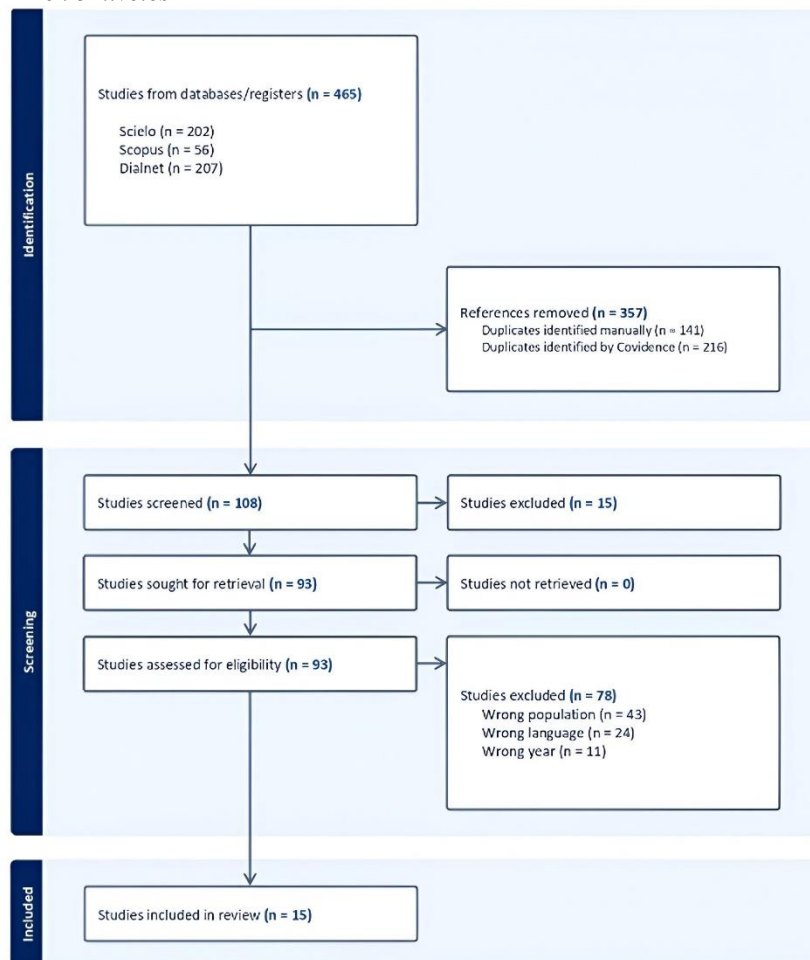 Identification
Studies from databases/registers (n = 465)
Scielo (n = 202)
Scopus (n = 56)
Dialnet (n = 207)
References removed (n = 357)
Duplicates identified manually (n = 141)
Duplicates identified by Covidence (n = 216)
Screening
Studies screened (n = 108)
Studies excluded (n = 15)
Studies sought for retrieval (n = 93)
Studies not retrieved (n = 0)
Studies assessed for eligibility (n = 93)
Studies excluded (n = 78)
Wrong population (n = 43)
Wrong language (n = 24)
Wrong year (n = 11)
Included
Studies included in review (n = 15)